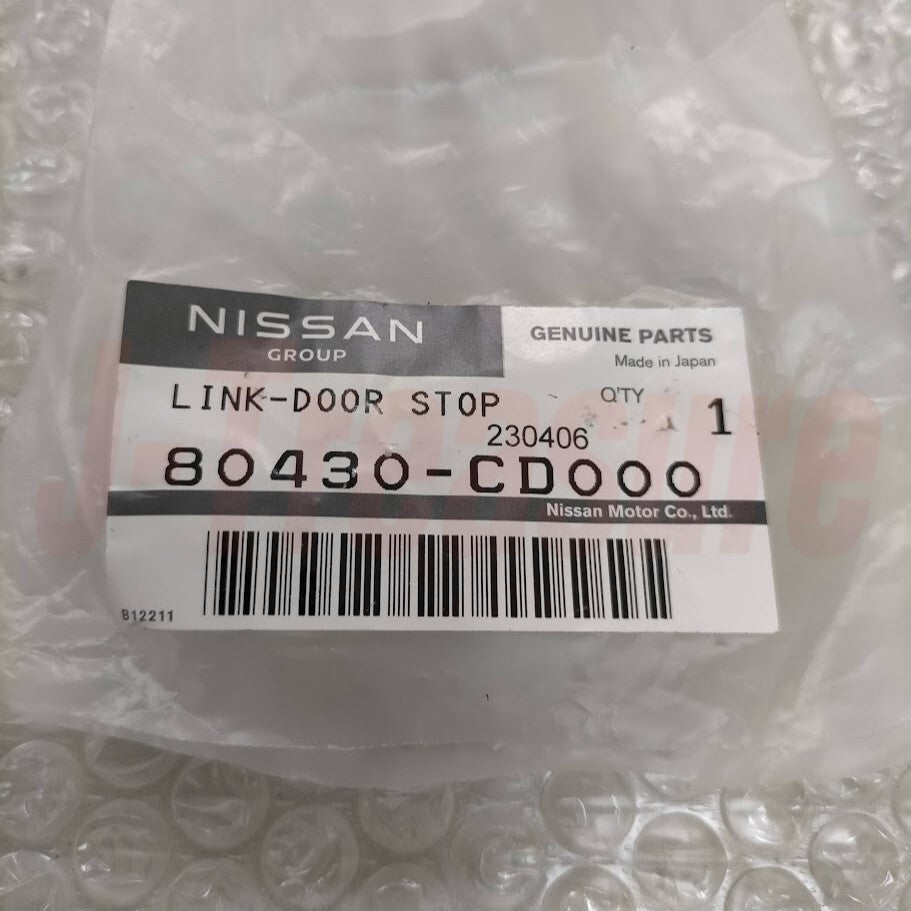 NISSAN
GROUP
GENUINE PARTS
Made in Japan
LINK-DOOR STOP
Q'TY
1
230406
80430-CD000
Nissan Motor Co., Ltd.
B12211
J-Treasure